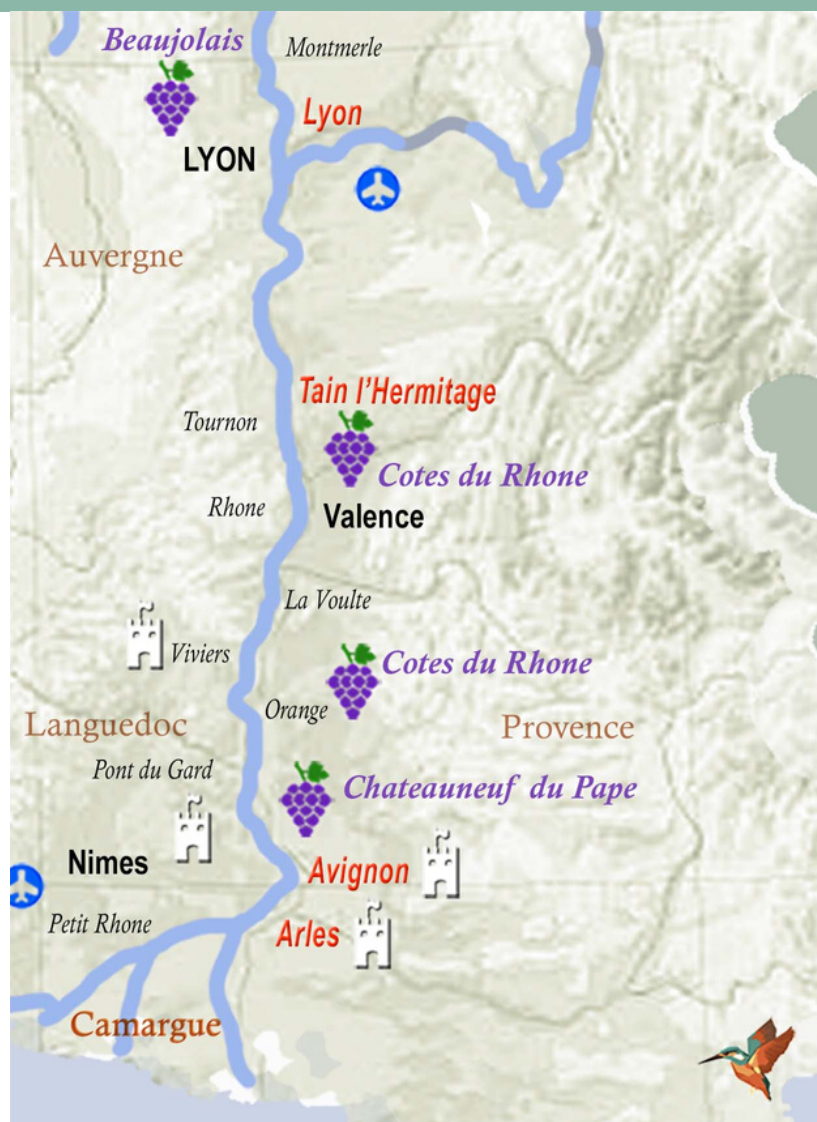 Beaujolais
Montmerle
Lyon
LYON
Auvergne
Tain l'Hermitage
Tournon
Cotes du Rhone
Rhone
Valence
La Voulte
Viviers
Cotes du Rhone
Orange
Languedoc
Provence
Pont du Gard
Chateauneuf du Pape
Nimes
Avignon
Petit Rhone
Arles
Camargue